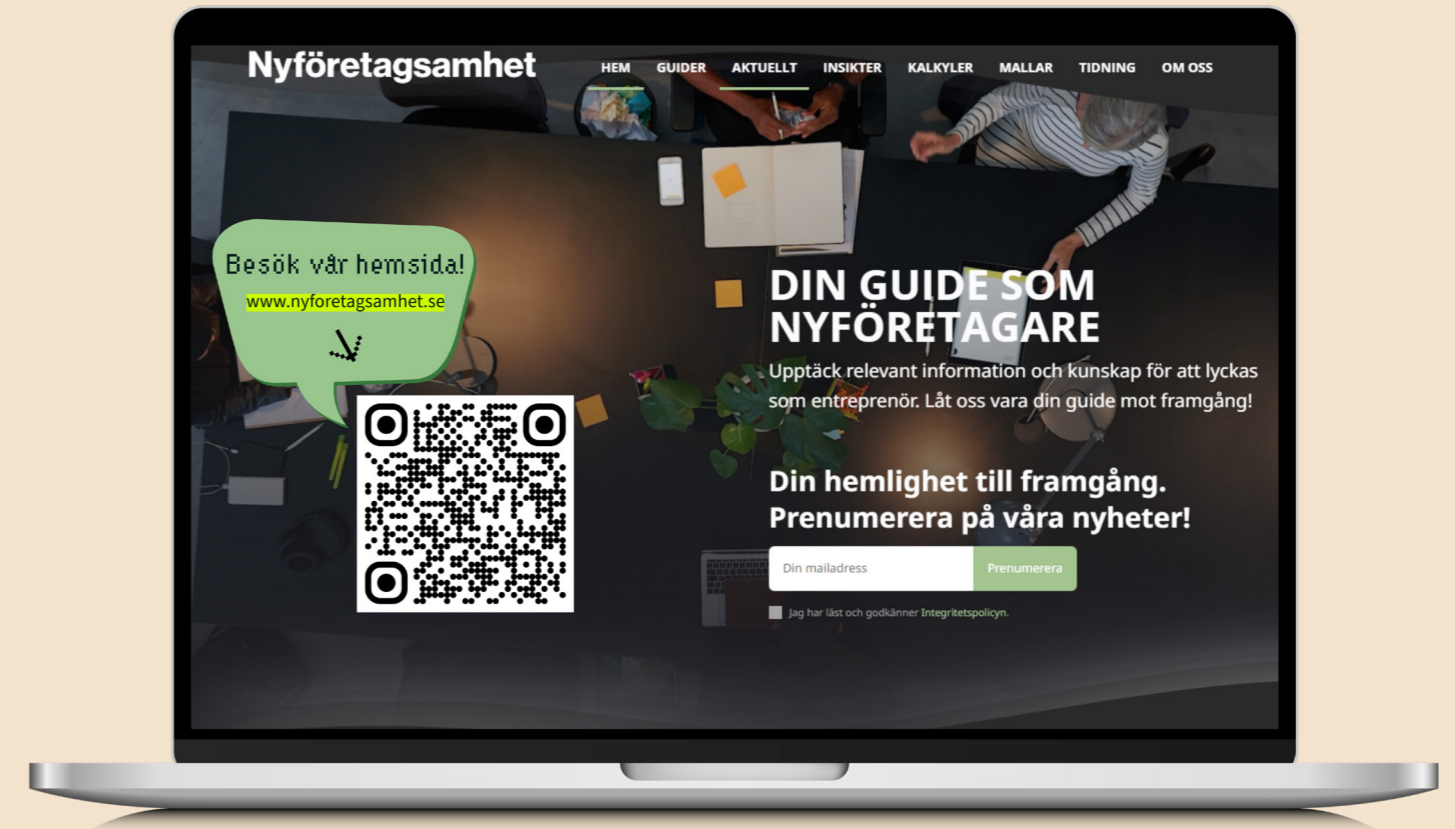 Nyföretagsamhet
HEM GUIDER AKTUELLT INSIKTER KALKYLER MALLAR TIDNING OM OSS
Besök vår hemsida!
www.nyforetagsamhet.se
DIN GUIDE SOM
NYFÖRETAGARE
Upptäck relevant information och kunskap för att lyckas
som entreprenör. Låt oss vara din guide mot framgång!
Din hemlighet till framgång.
Prenumerera på våra nyheter!
Din mailadress Prenumerera
Jag har läst och godkänner Integritetspolicyn.